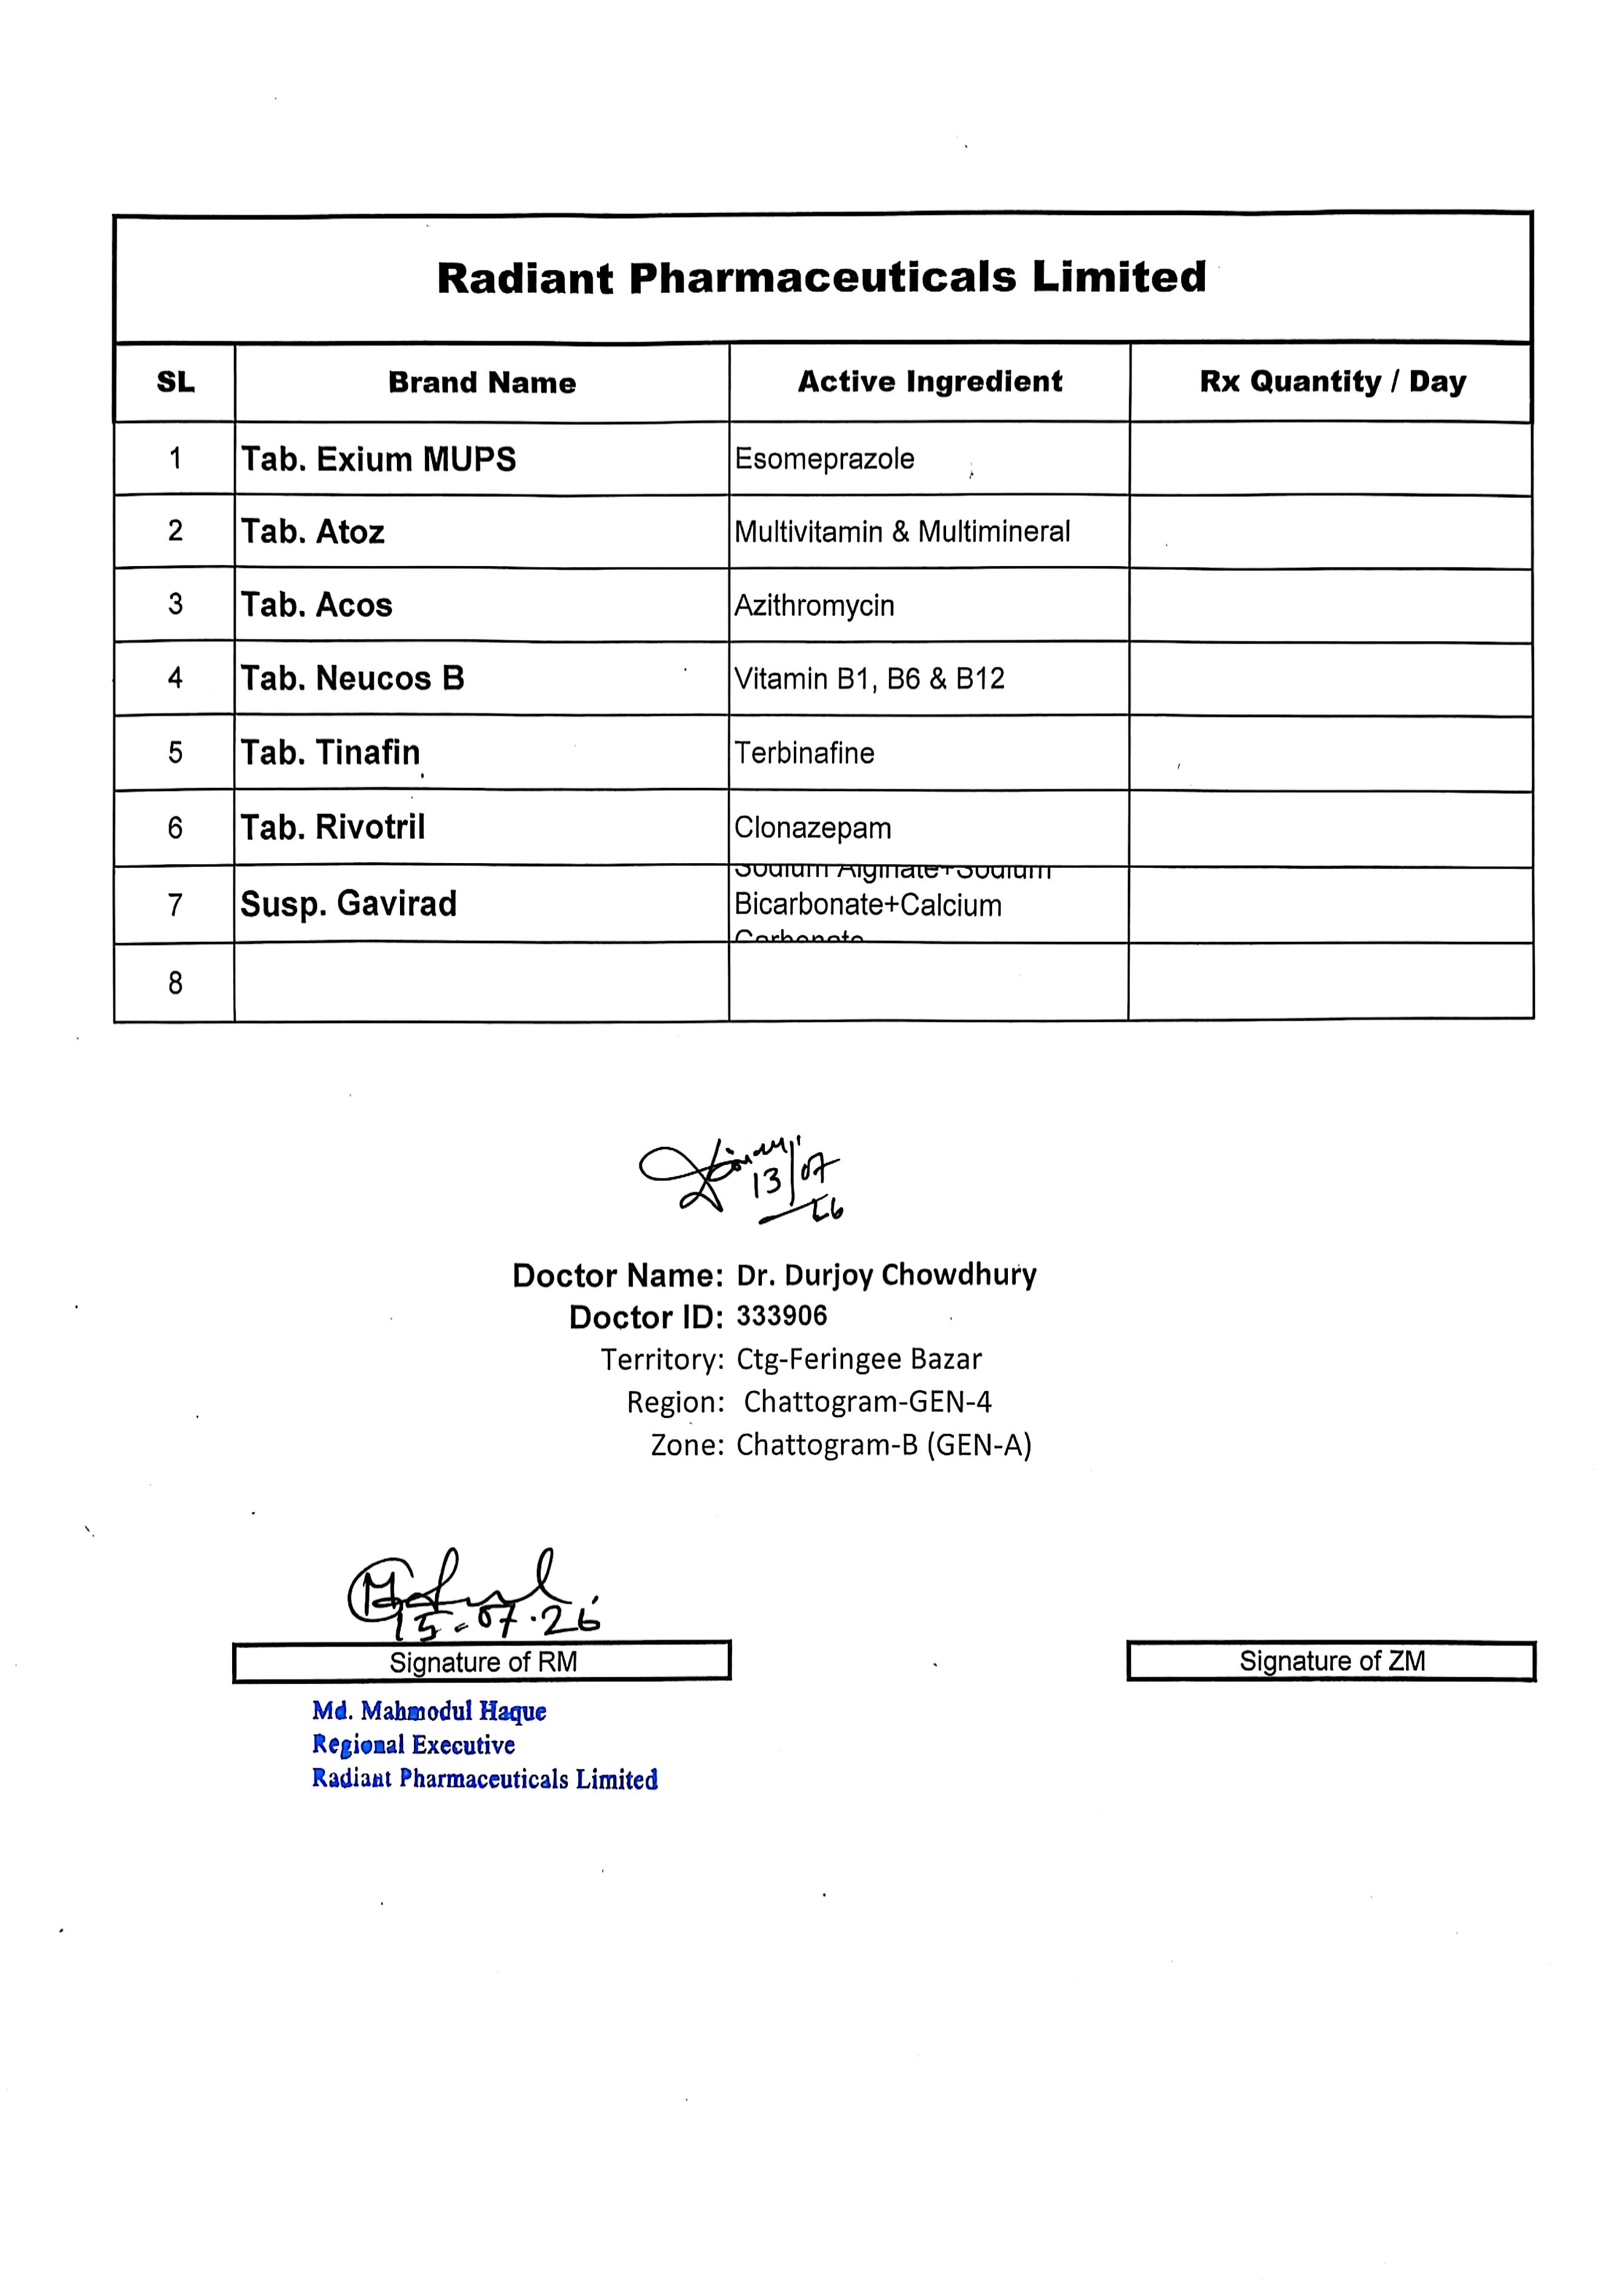 Radiant Pharmaceuticals Limited
SL Brand Name Active Ingredient Rx Quantity / Day
1 Tab. Exium MUPS Esomeprazole
2 Tab. Atoz Multivitamin & Multimineral
3 Tab. Acos Azithromycin
4 Tab. Neucos B Vitamin B1, B6 & B12
5 Tab. Tinafin Terbinafine
6 Tab. Rivotril Clonazepam
7 Susp. Gavirad Sodium Alginate+Sodium
Bicarbonate+Calcium
Carbonate
8
13/07
26
Doctor Name: Dr. Durjoy Chowdhury
Doctor ID: 333906
Territory: Ctg-Feringee Bazar
Region: Chattogram-GEN-4
Zone: Chattogram-B (GEN-A)
15-07.26
Signature of RM Signature of ZM
Md. Mahmodul Haque
Regional Executive
Radiant Pharmaceuticals Limited